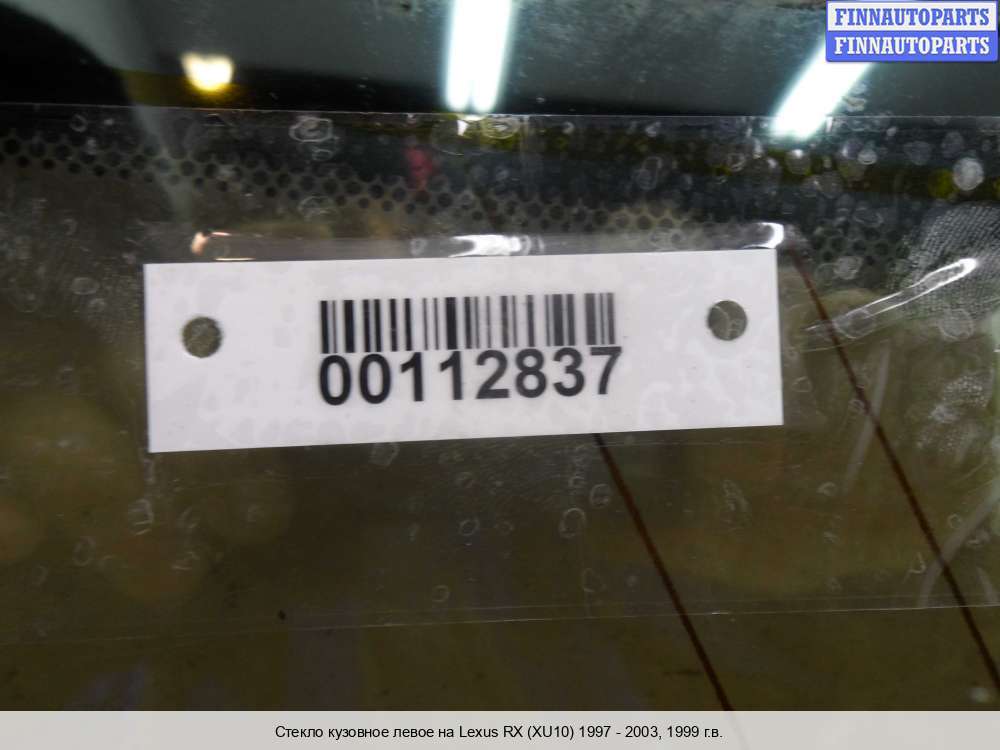 FINNAUTOPARTS
FINNAUTOPARTS
00112837
Стекло кузовное левое на Lexus RX (XU10) 1997 - 2003, 1999 г.в.